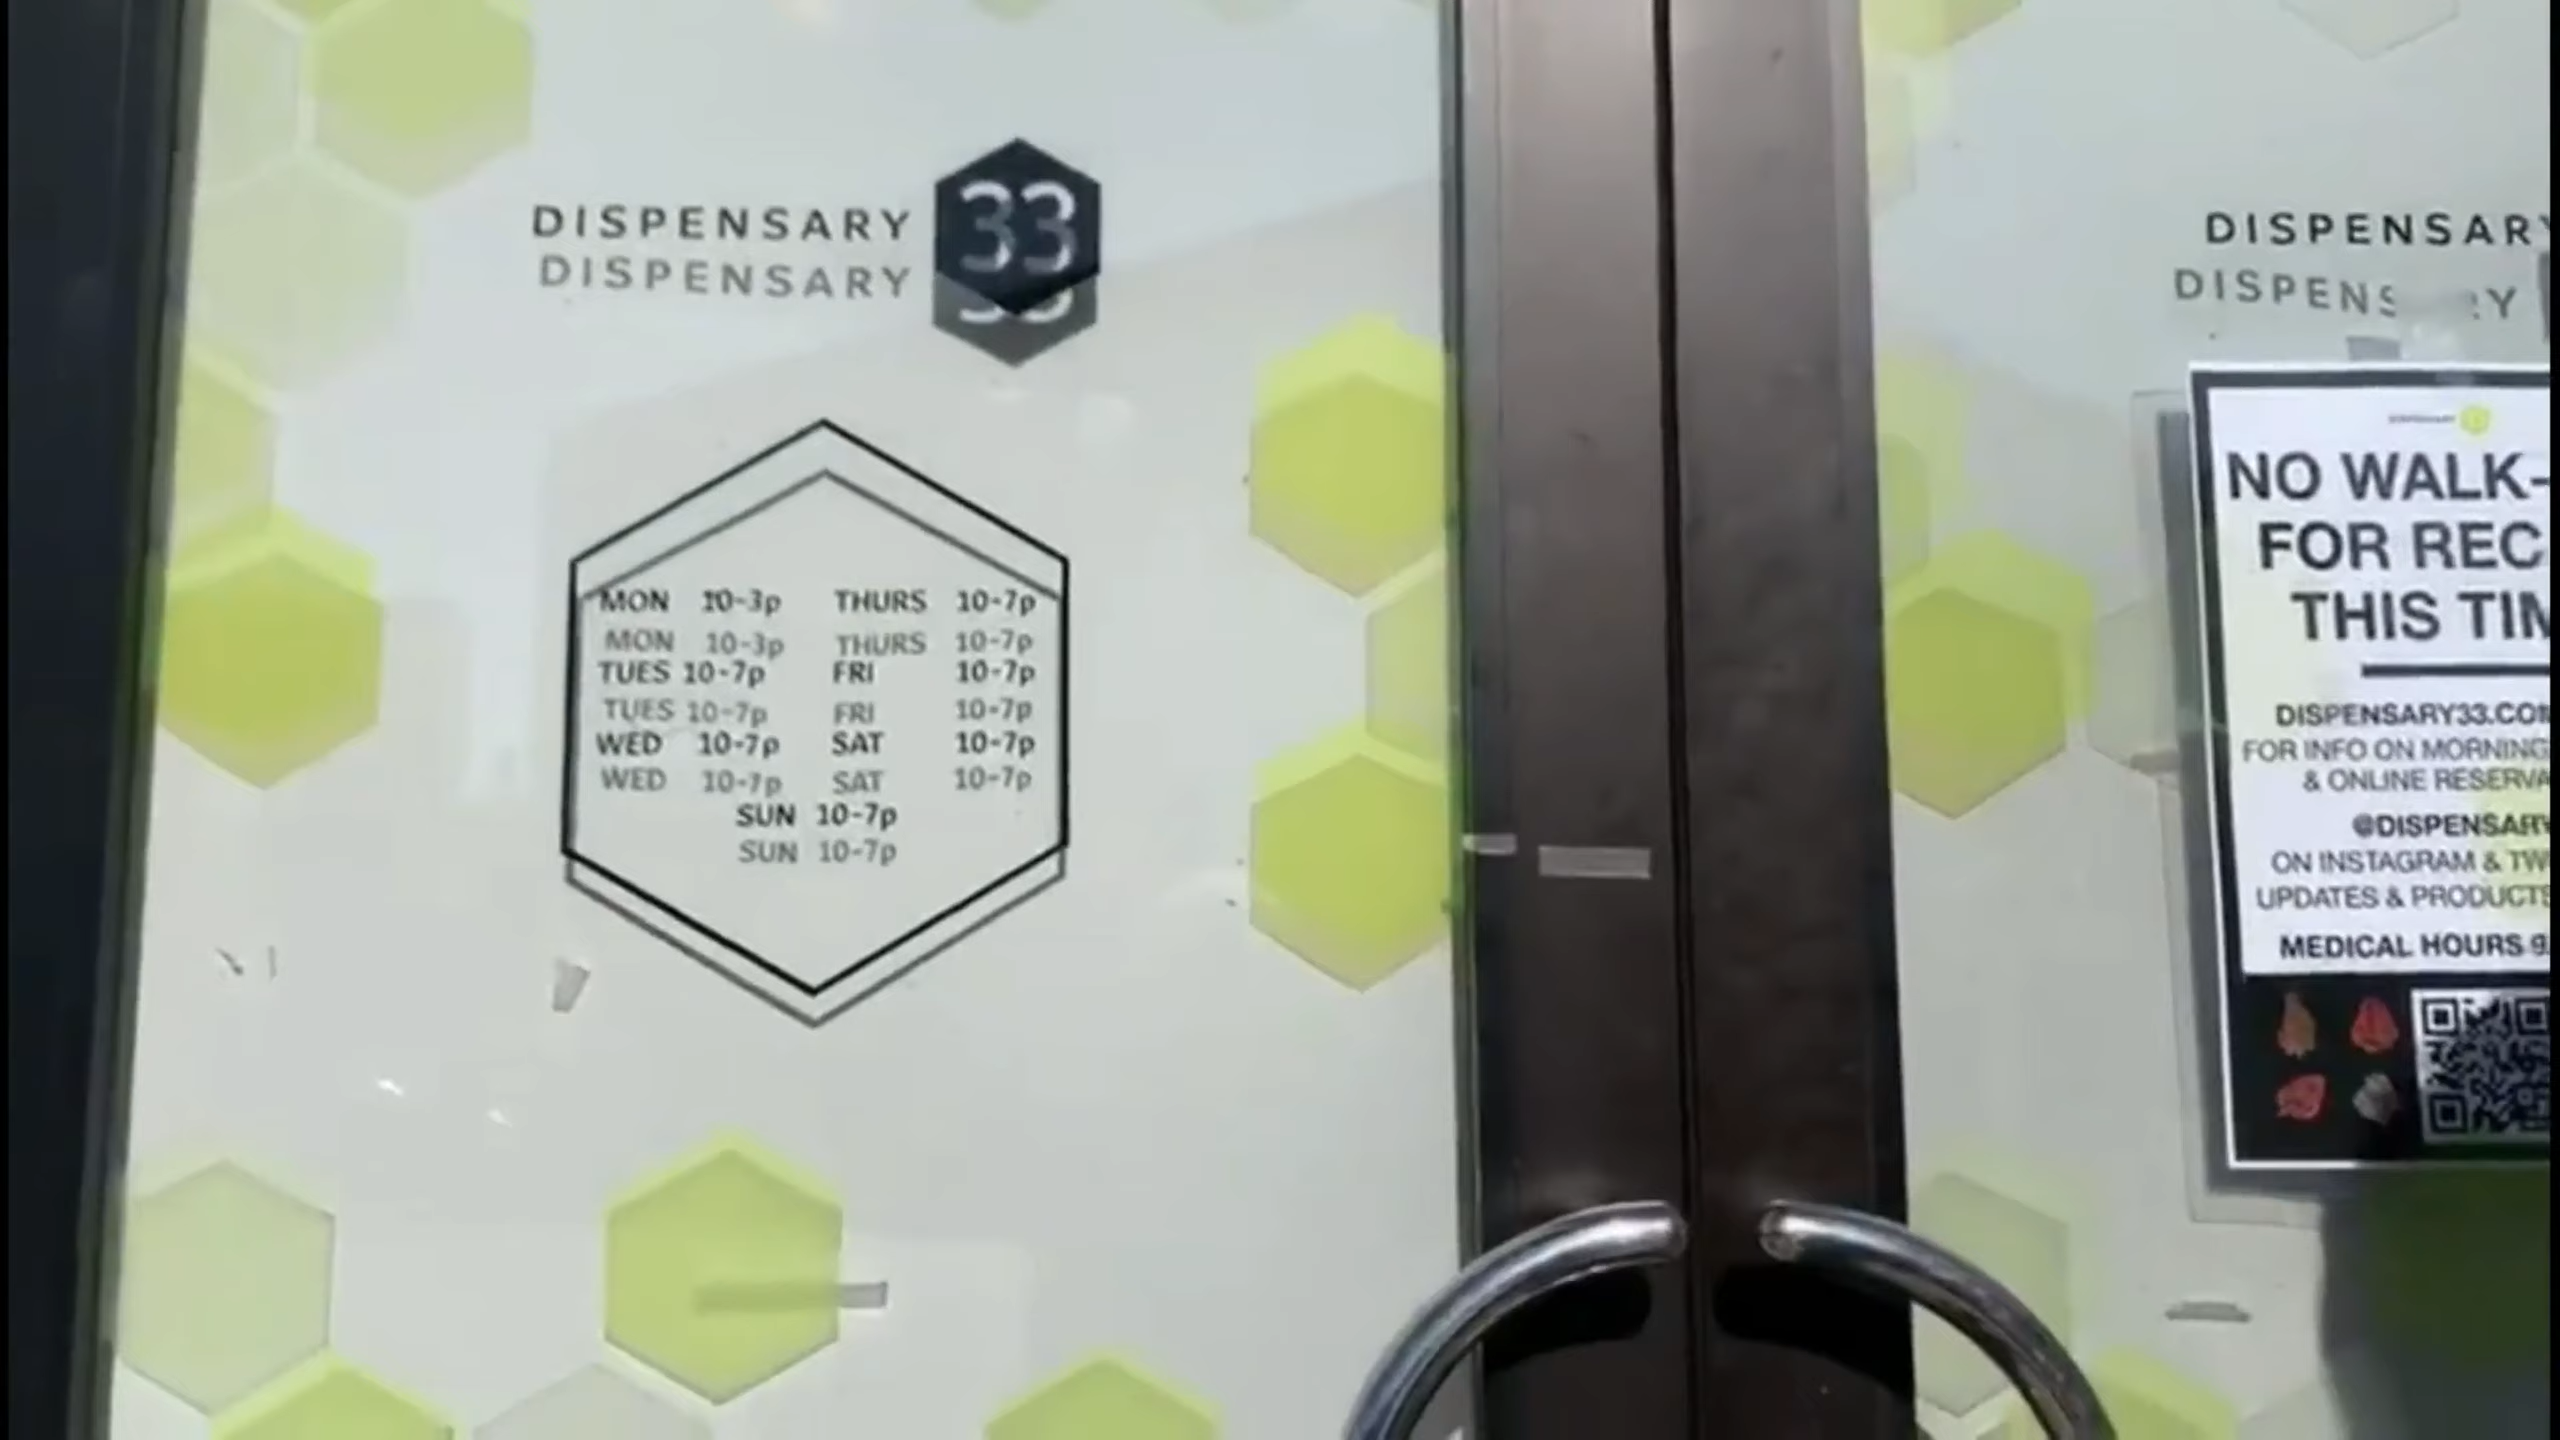 DISPENSARY 33
DISPENSARY
MON 10-3p THURS 10-7p
MON 10-3p THURS 10-7p
TUES 10-7p FRI 10-7p
TUES 10-7p FRI 10-7p
WED 10-7p SAT 10-7p
WED 10-7p SAT 10-7p
SUN 10-7p
SUN 10-7p
DISPENSARY
DISPENS Y
NO WALK-
FOR REC
THIS TIM
DISPENSARY33.COM
FOR INFO ON MORNING
& ONLINE RESERVA
@DISPENSARY
ON INSTAGRAM & TW
UPDATES & PRODUCTS
MEDICAL HOURS 9